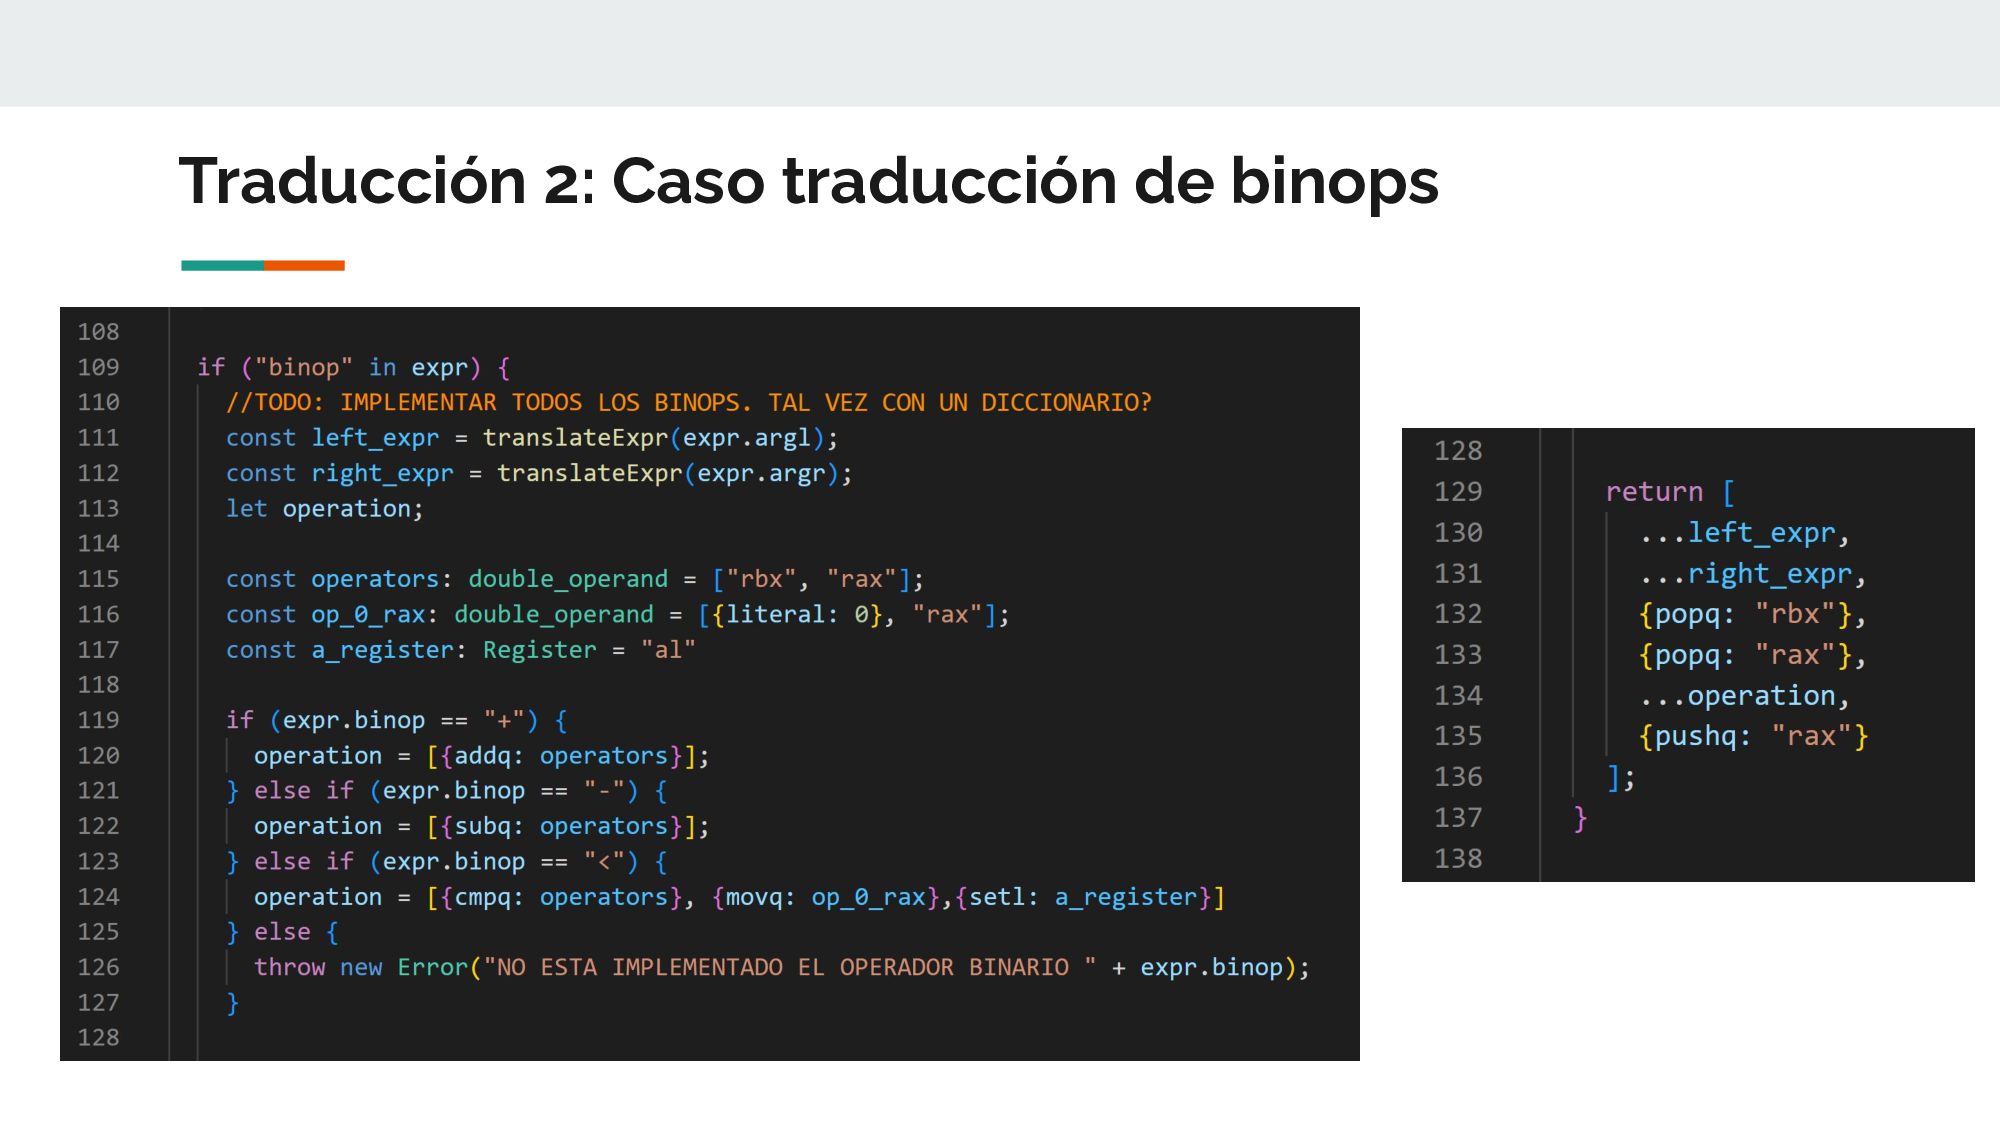 Traducción 2: Caso traducción de binops
108
109 if ("binop" in expr) {
110 //TODO: IMPLEMENTAR TODOS LOS BINOPS. TAL VEZ CON UN DICCIONARIO?
111 const left_expr = translateExpr(expr.argl);
112 const right_expr = translateExpr(expr.argr);
113 let operation;
114
115 const operators: double_operand = ["rbx", "rax"];
116 const op_0_rax: double_operand = [{literal: 0}, "rax"];
117 const a_register: Register = "al"
118
119 if (expr.binop == "+") {
120 operation = [{addq: operators}];
121 } else if (expr.binop == "-") {
122 operation = [{subq: operators}];
123 } else if (expr.binop == "<") {
124 operation = [{cmpq: operators}, {movq: op_0_rax},{setl: a_register}]
125 } else {
126 throw new Error("NO ESTA IMPLEMENTADO EL OPERADOR BINARIO " + expr.binop);
127 }
128
128
129 return [
130 ...left_expr,
131 ...right_expr,
132 {popq: "rbx"},
133 {popq: "rax"},
134 ...operation,
135 {pushq: "rax"}
136 ];
137 }
138